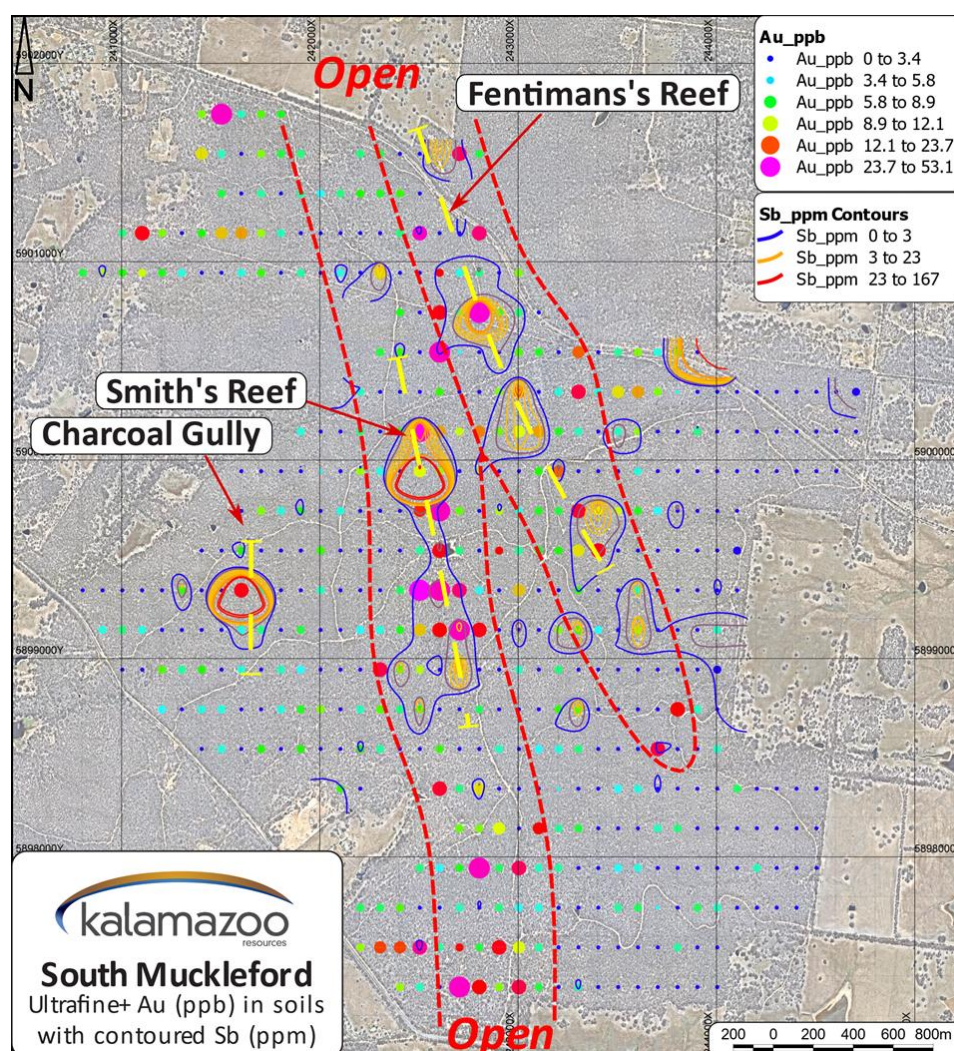 Open
Fentimans's Reef
N
Smith's Reef
Charcoal Gully
Open
Au_ppb
Au_ppb 0 to 3.4
Au_ppb 3.4 to 5.8
Au_ppb 5.8 to 8.9
Au_ppb 8.9 to 12.1
Au_ppb 12.1 to 23.7
Au_ppb 23.7 to 53.1
Sb_ppm Contours
Sb_ppm 0 to 3
Sb_ppm 3 to 23
Sb_ppm 23 to 167
241000X
242000X
243000X
244000X
5902000Y
5901000Y
5900000Y
5899000Y
5898000Y
kalamazoo
resources
South Muckleford
Ultrafine+ Au (ppb) in soils
with contoured Sb (ppm)
200 0 200 400 600 800m